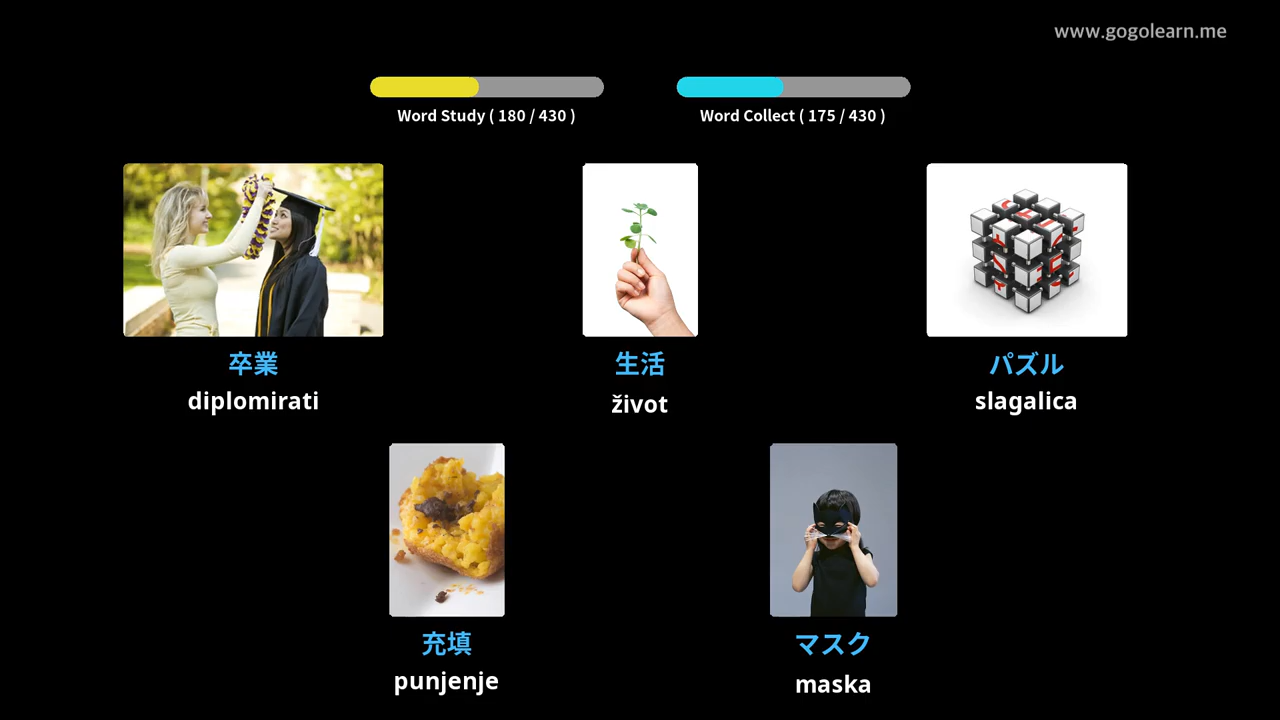 www.gogolearn.me
Word Study ( 180 / 430 )
Word Collect ( 175 / 430 )
卒業
diplomirati
生活
život
パズル
slagalica
充填
punjenje
マスク
maska